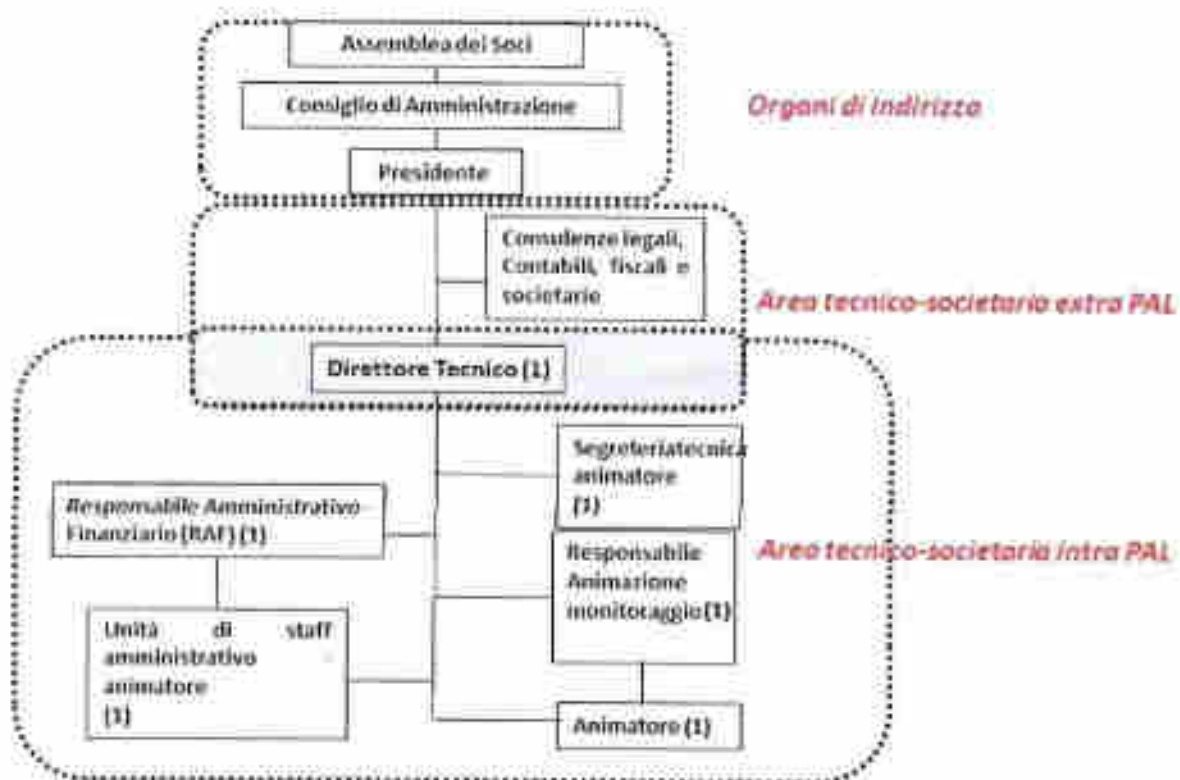 Assemblea dei Soci
Consiglio di Amministrazione
Organi di Indirizzo
Presidente
Consulenze legali,
Contabili, fiscali e
societarie
Area tecnico-societaria extra PAL
Direttore Tecnico (1)
Segreteriatecnica
animatore
(1)
Responsabile Amministrativo
Finanziario (RAF) (1)
Responsabile
Animazione
monitoraggio (1)
Area tecnico-societaria intra PAL
Unità di staff
amministrativo -
animatore
(1)
Animatore (1)